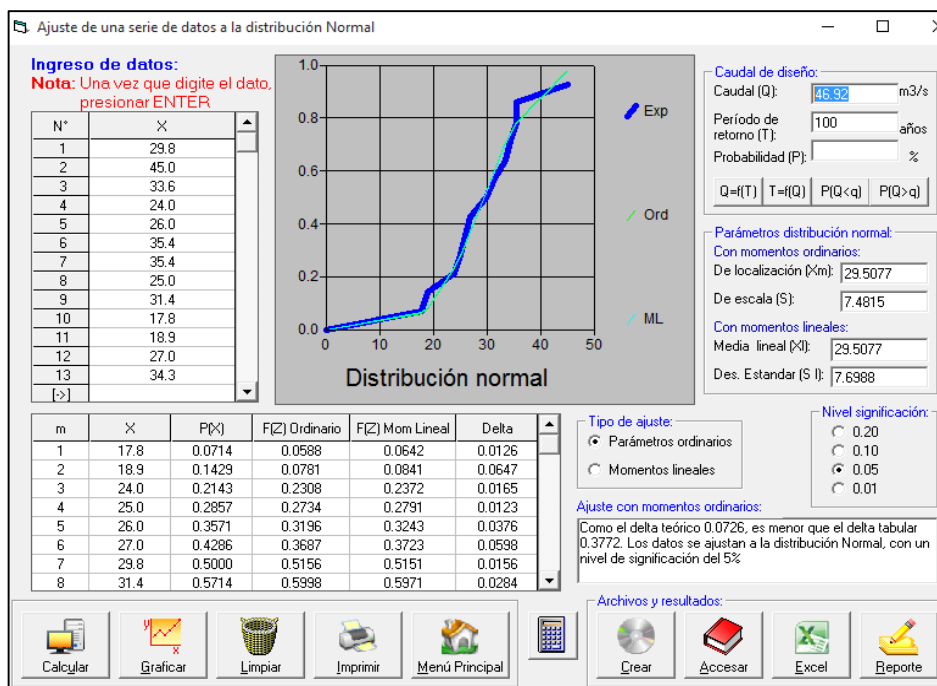 Ajuste de una serie de datos a la distribución Normal
Ingreso de datos:
Nota: Una vez que digite el dato,
presionar ENTER
N° X
1 29.8
2 45.0
3 33.6
4 24.0
5 26.0
6 35.4
7 35.4
8 25.0
9 31.4
10 17.8
11 18.9
12 27.0
13 34.3
[->]
1.0
0.8
0.6
0.4
0.2
0.0
0 10 20 30 40 50
Distribución normal
Exp
Ord
ML
Caudal de diseño:
Caudal (Q): 46.92 m3/s
Período de
retorno (T): 100 años
Probabilidad (P): %
Q=f(T) T=f(Q) P(Q<q) P(Q>q)
Parámetros distribución normal:
Con momentos ordinarios:
De localización (Xm): 29.5077
De escala (S): 7.4815
Con momentos lineales:
Media lineal (Xl): 29.5077
Des. Estandar (S l): 7.6988
m X P(X) F(Z) Ordinario F(Z) Mom Lineal Delta
1 17.8 0.0714 0.0588 0.0642 0.0126
2 18.9 0.1429 0.0781 0.0841 0.0647
3 24.0 0.2143 0.2308 0.2372 0.0165
4 25.0 0.2857 0.2734 0.2791 0.0123
5 26.0 0.3571 0.3196 0.3243 0.0376
6 27.0 0.4286 0.3687 0.3723 0.0598
7 29.8 0.5000 0.5156 0.5151 0.0156
8 31.4 0.5714 0.5998 0.5971 0.0284
Tipo de ajuste:
Parámetros ordinarios
Momentos lineales
Nivel significación:
0.20
0.10
0.05
0.01
Ajuste con momentos ordinarios:
Como el delta teórico 0.0726, es menor que el delta tabular
0.3772. Los datos se ajustan a la distribución Normal, con un
nivel de significación del 5%
Calcular Graficar Limpiar Imprimir Menú Principal
Archivos y resultados:
Crear Accesar Excel Reporte